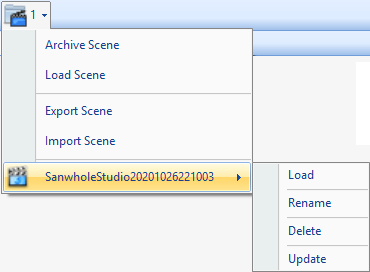 1
Archive Scene
Load Scene
Export Scene
Import Scene
SanwholeStudio20201026221003
Load
Rename
Delete
Update